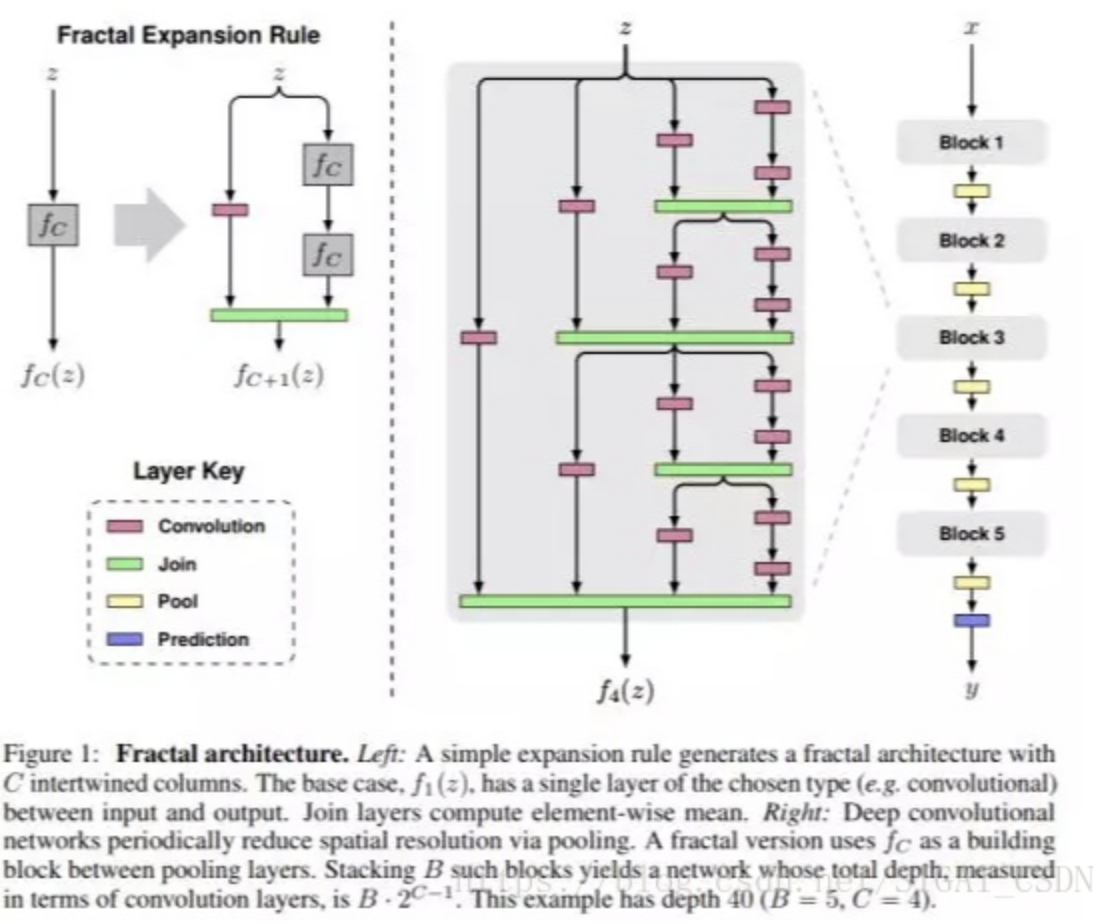 Fractal Expansion Rule
z
fC
fC(z)
z
fC
fC
fC+1(z)
Layer Key
Convolution
Join
Pool
Prediction
z
f4(z)
x
Block 1
Block 2
Block 3
Block 4
Block 5
y
Figure 1: Fractal architecture. Left: A simple expansion rule generates a fractal architecture with
C intertwined columns. The base case, f1(z), has a single layer of the chosen type (e.g. convolutional)
between input and output. Join layers compute element-wise mean. Right: Deep convolutional
networks periodically reduce spatial resolution via pooling. A fractal version uses fC as a building
block between pooling layers. Stacking B such blocks yields a network whose total depth, measured
in terms of convolution layers, is B · 2^{C−1}. This example has depth 40 (B = 5, C = 4).